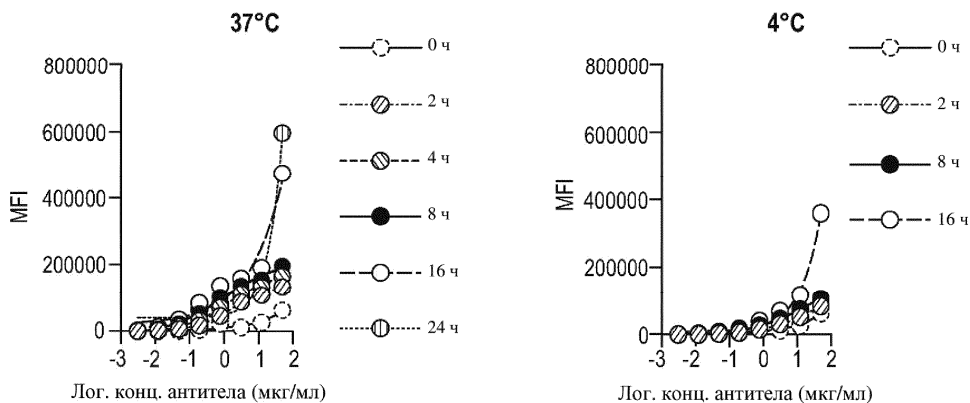 37°C
800000
600000
400000
200000
0
MFI
-3 -2 -1 0 1 2
Лог. конц. антитела (мкг/мл)
0 ч
2 ч
4 ч
8 ч
16 ч
24 ч
4°C
800000
600000
400000
200000
0
MFI
-3 -2 -1 0 1 2
Лог. конц. антитела (мкг/мл)
0 ч
2 ч
8 ч
16 ч